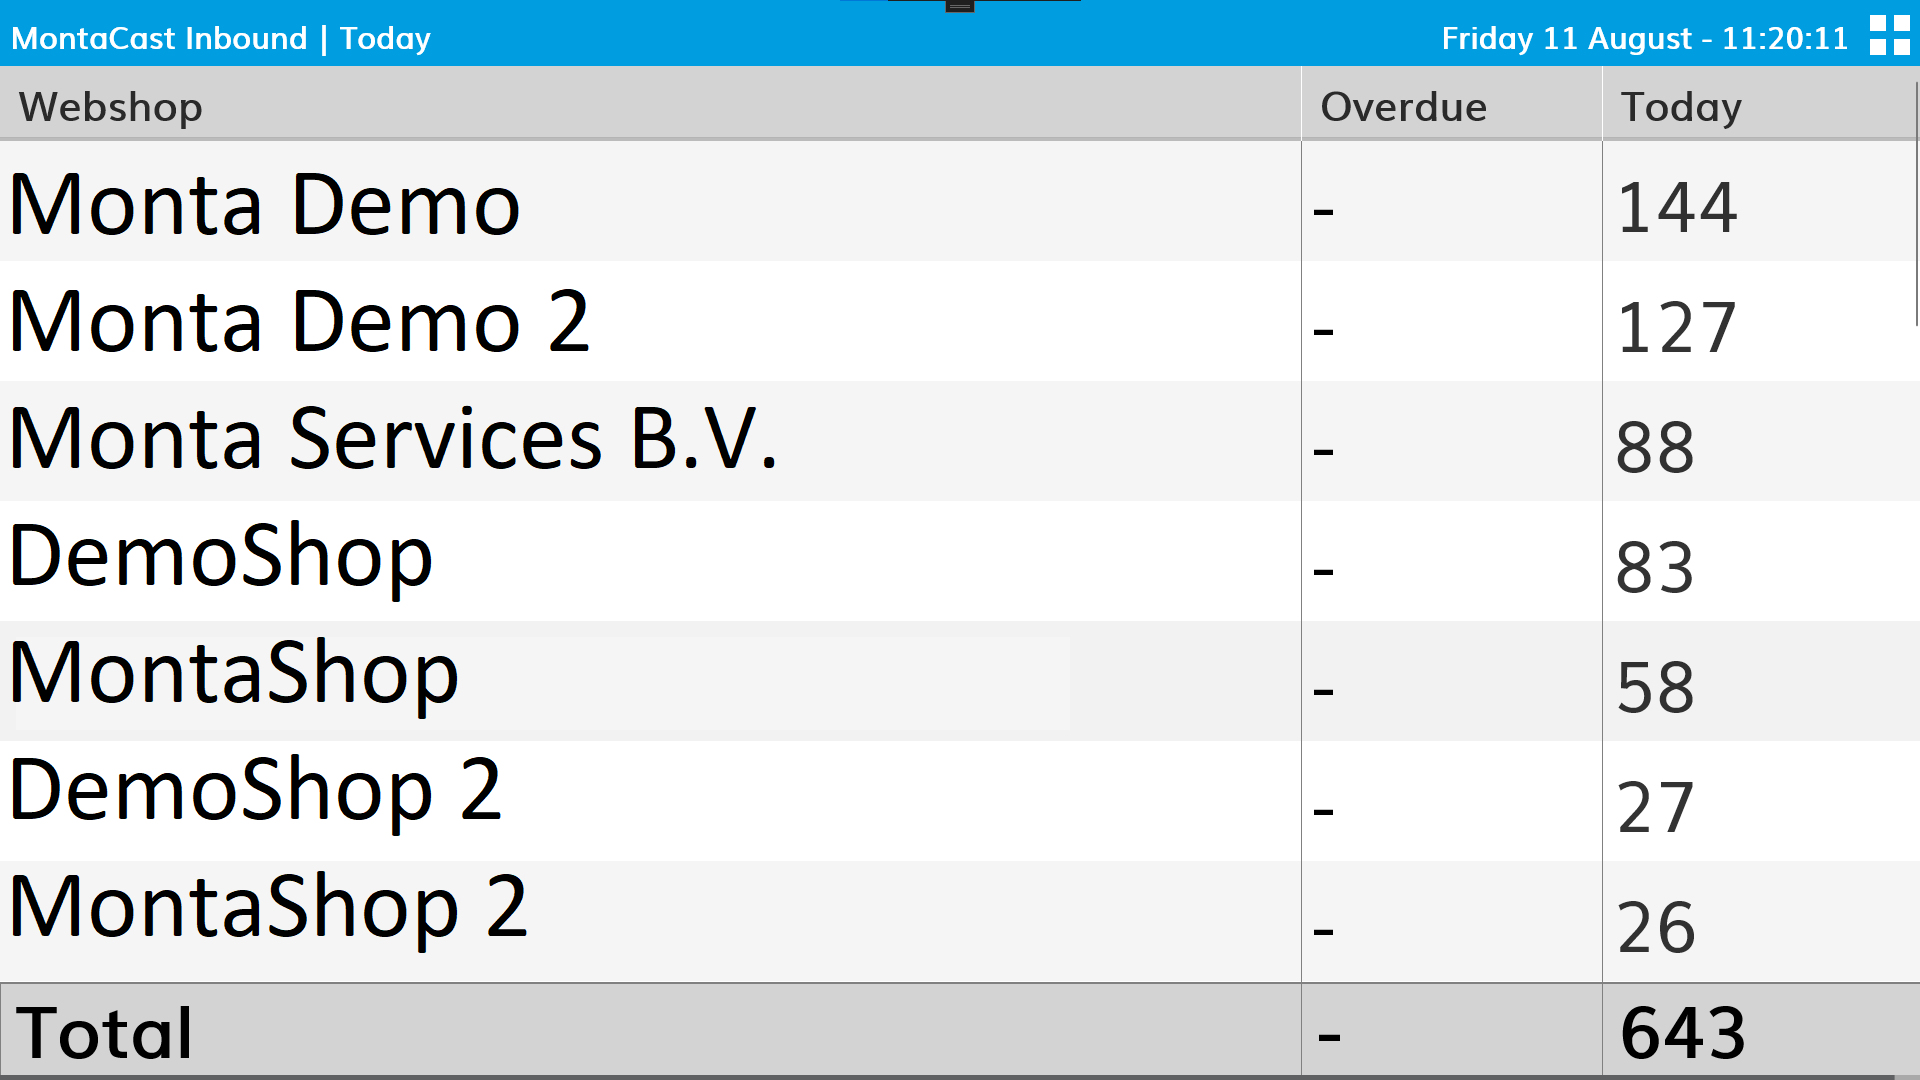 MontaCast Inbound | Today Friday 11 August - 11:20:11
Webshop Overdue Today
Monta Demo - 144
Monta Demo 2 - 127
Monta Services B.V. - 88
DemoShop - 83
MontaShop - 58
DemoShop 2 - 27
MontaShop 2 - 26
Total - 643